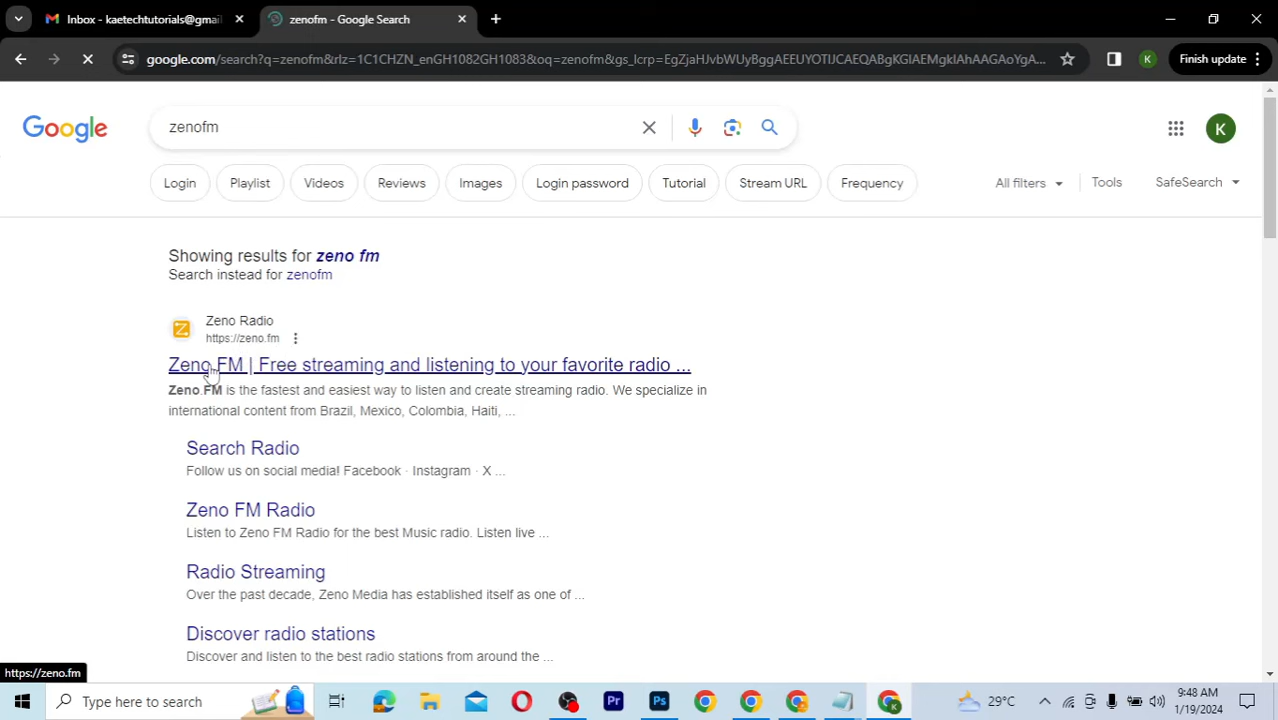 Inbox - kaetechtutorials@gmail
zenofm - Google Search
google.com/search?q=zenofm&rlz=1C1CHZN_enGH1082GH1083&oq=zenofm&gs_lcrp=EgZjaHJvbWUyBggAEEUYOTIJCAEQABgKGIAEMgkIAhAAGAoYgA...
K
Finish update
Google
zenofm
K
Login
Playlist
Videos
Reviews
Images
Login password
Tutorial
Stream URL
Frequency
All filters
Tools
SafeSearch
Showing results for zeno fm
Search instead for zenofm
Zeno Radio
https://zeno.fm
Zeno FM | Free streaming and listening to your favorite radio ...
Zeno.FM is the fastest and easiest way to listen and create streaming radio. We specialize in
international content from Brazil, Mexico, Colombia, Haiti, ...
Search Radio
Follow us on social media! Facebook · Instagram · X ...
Zeno FM Radio
Listen to Zeno FM Radio for the best Music radio. Listen live ...
Radio Streaming
Over the past decade, Zeno Media has established itself as one of ...
Discover radio stations
Discover and listen to the best radio stations from around the ...
https://zeno.fm
Type here to search
Pr
Ps
29°C
9:48 AM
1/19/2024